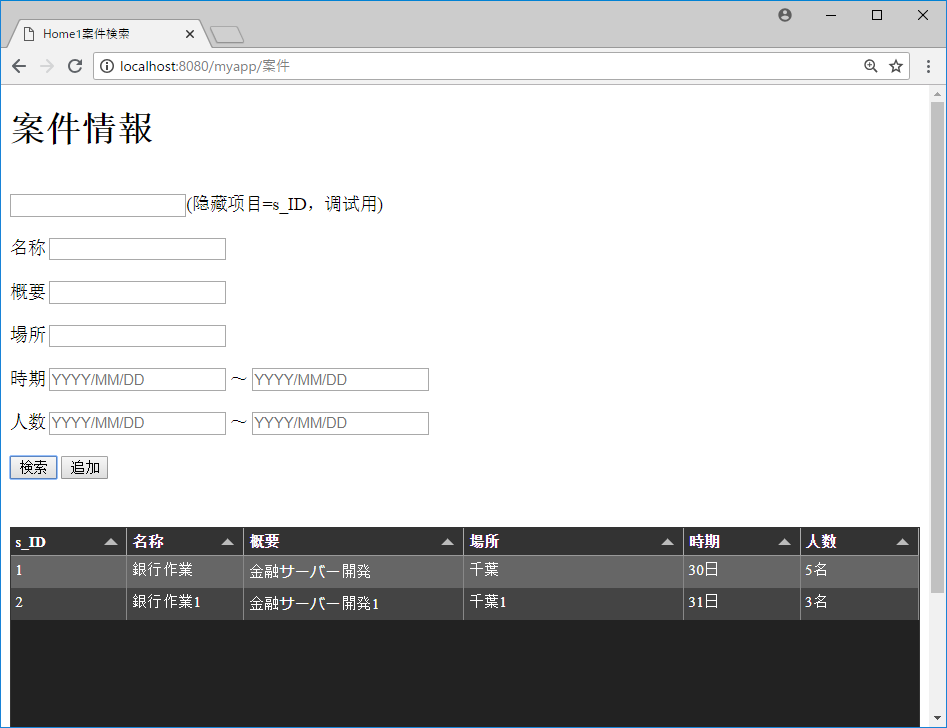 Home1案件検索
localhost:8080/myapp/案件
案件情報
(隐藏项目=s_ID，调试用)
名称
概要
場所
時期 YYYY/MM/DD ～ YYYY/MM/DD
人数 YYYY/MM/DD ～ YYYY/MM/DD
検索 追加
s_ID 名称 概要 場所 時期 人数
1 銀行作業 金融サーバー開発 千葉 30日 5名
2 銀行作業1 金融サーバー開発1 千葉1 31日 3名